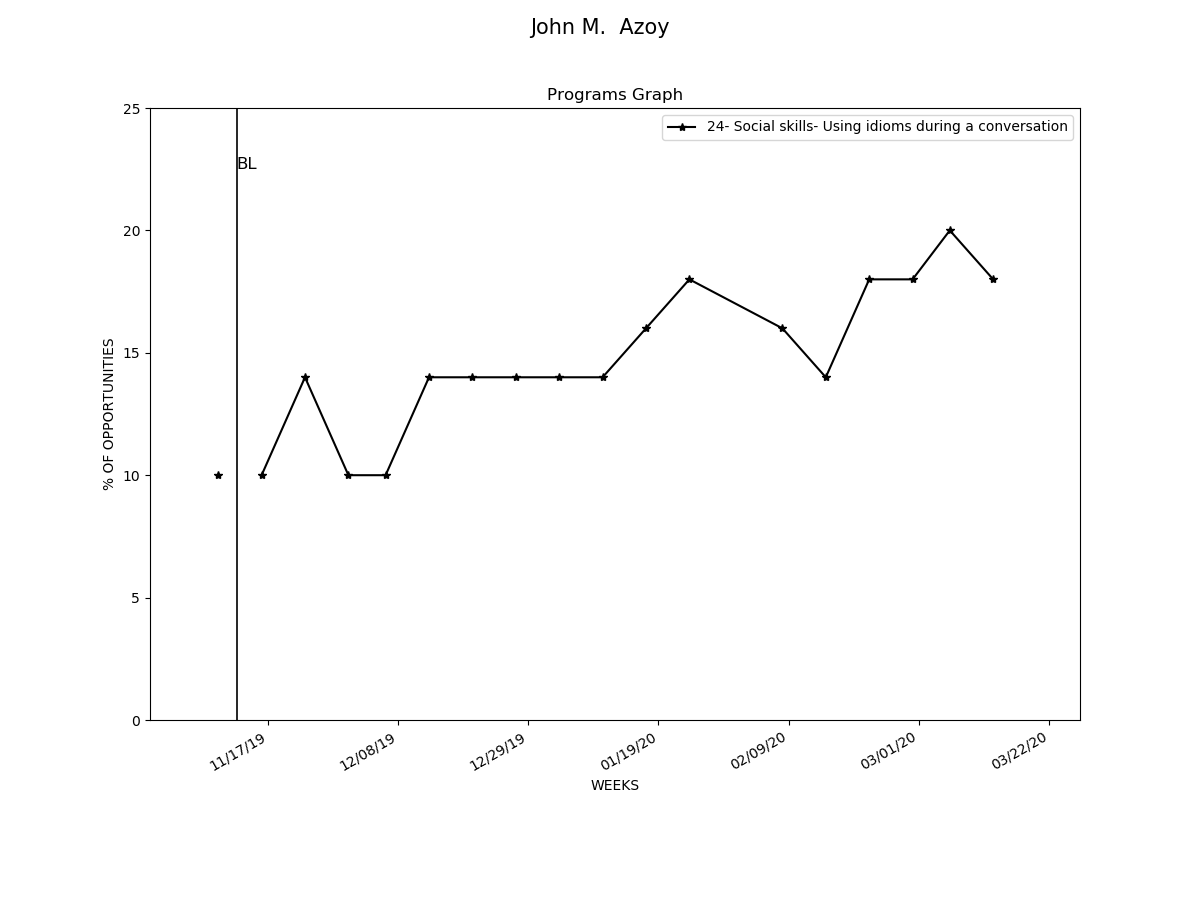 John M.  Azoy
Programs Graph
24- Social skills- Using idioms during a conversation
BL
% OF OPPORTUNITIES
25
20
15
10
5
0
11/17/19
12/08/19
12/29/19
01/19/20
02/09/20
03/01/20
03/22/20
WEEKS